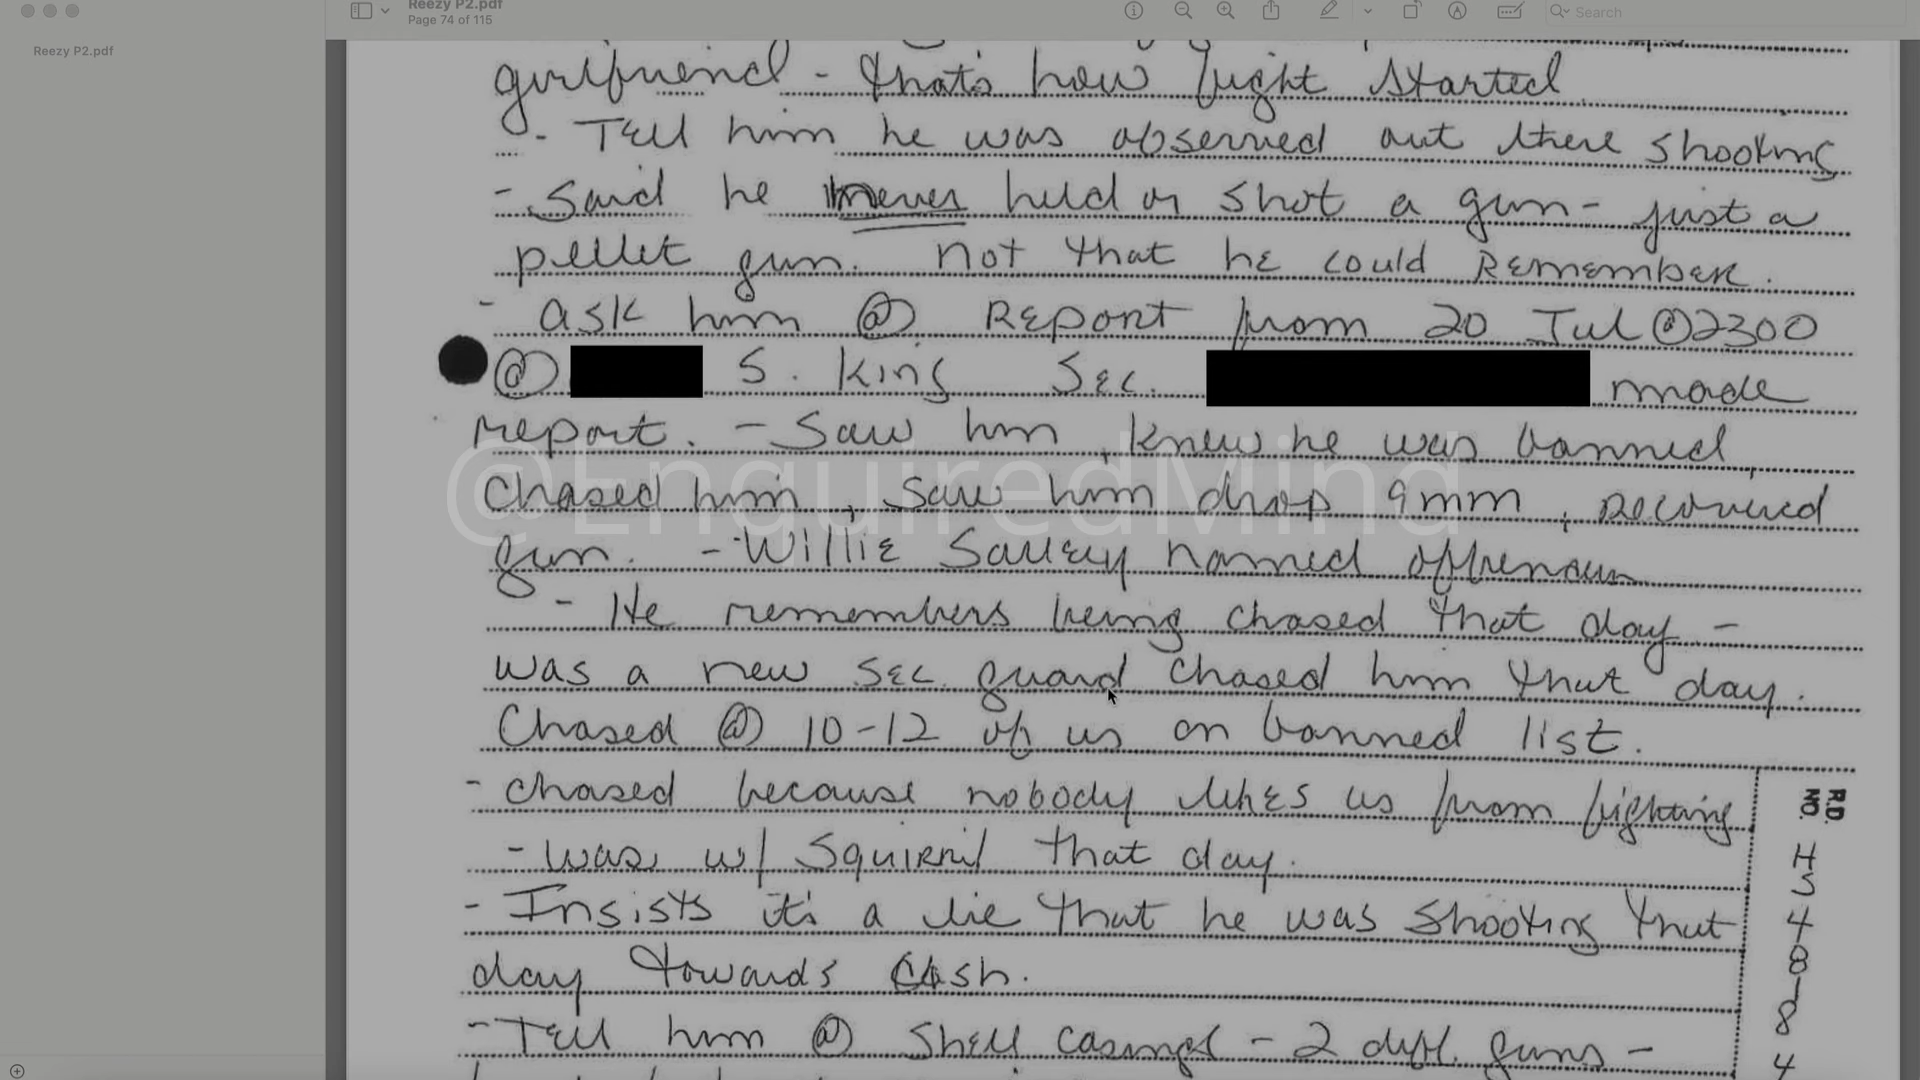 Reezy P2.pdf
Page 74 of 115
Search
Reezy P2.pdf
girlfriend - that's how fight started
- Tell him he was observed out there shooting
- Said he never held or shot a gun - just a
pellet gun. Not that he could Remember.
- ask him @ Report from 20 Jul @2300
@ S. King Sec. made
report. - Saw him, knew he was banned,
Chased him, saw him drop 9mm, recovered
gun. - Willie named offender
- He remembers being chased that day -
was a new sec. guard chased him that day.
Chased @ 10-12 of us on banned list.
- chased because nobody likes us from fighting
- was w/ Squirrel that day.
- Insists it's a lie that he was shooting that
day towards Cash.
- Tell him @ shell casings - 2 diff. guns -
R.D. NO.
H
S
4
8
1
8
4
@EnquiredMind